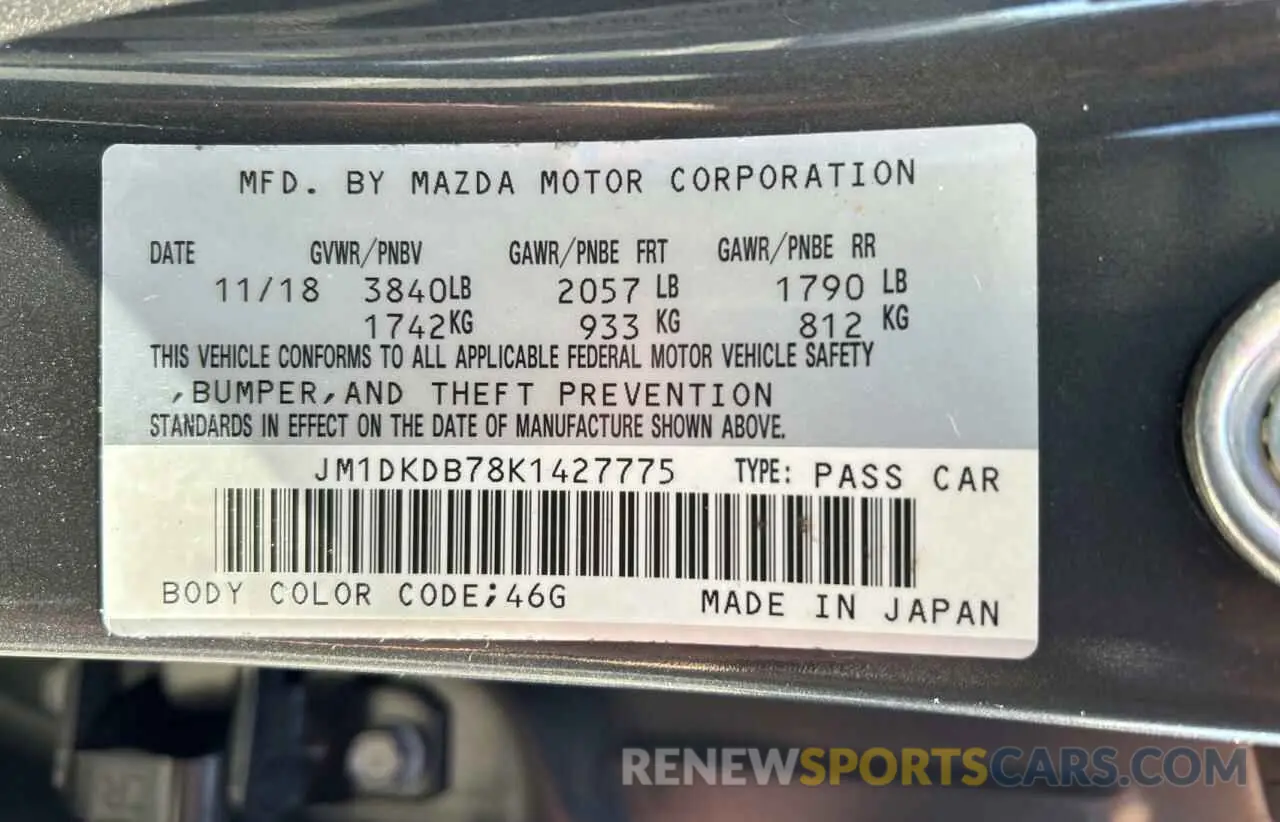 MFD. BY MAZDA MOTOR CORPORATION
DATE GVWR/PNBV GAWR/PNBE FRT GAWR/PNBE RR
11/18 3840LB 2057 LB 1790 LB
1742KG 933 KG 812 KG
THIS VEHICLE CONFORMS TO ALL APPLICABLE FEDERAL MOTOR VEHICLE SAFETY
,BUMPER,AND THEFT PREVENTION
STANDARDS IN EFFECT ON THE DATE OF MANUFACTURE SHOWN ABOVE.
JM1DKDB78K1427775 TYPE: PASS CAR
BODY COLOR CODE;46G MADE IN JAPAN
RENEWSPORTSCARS.COM